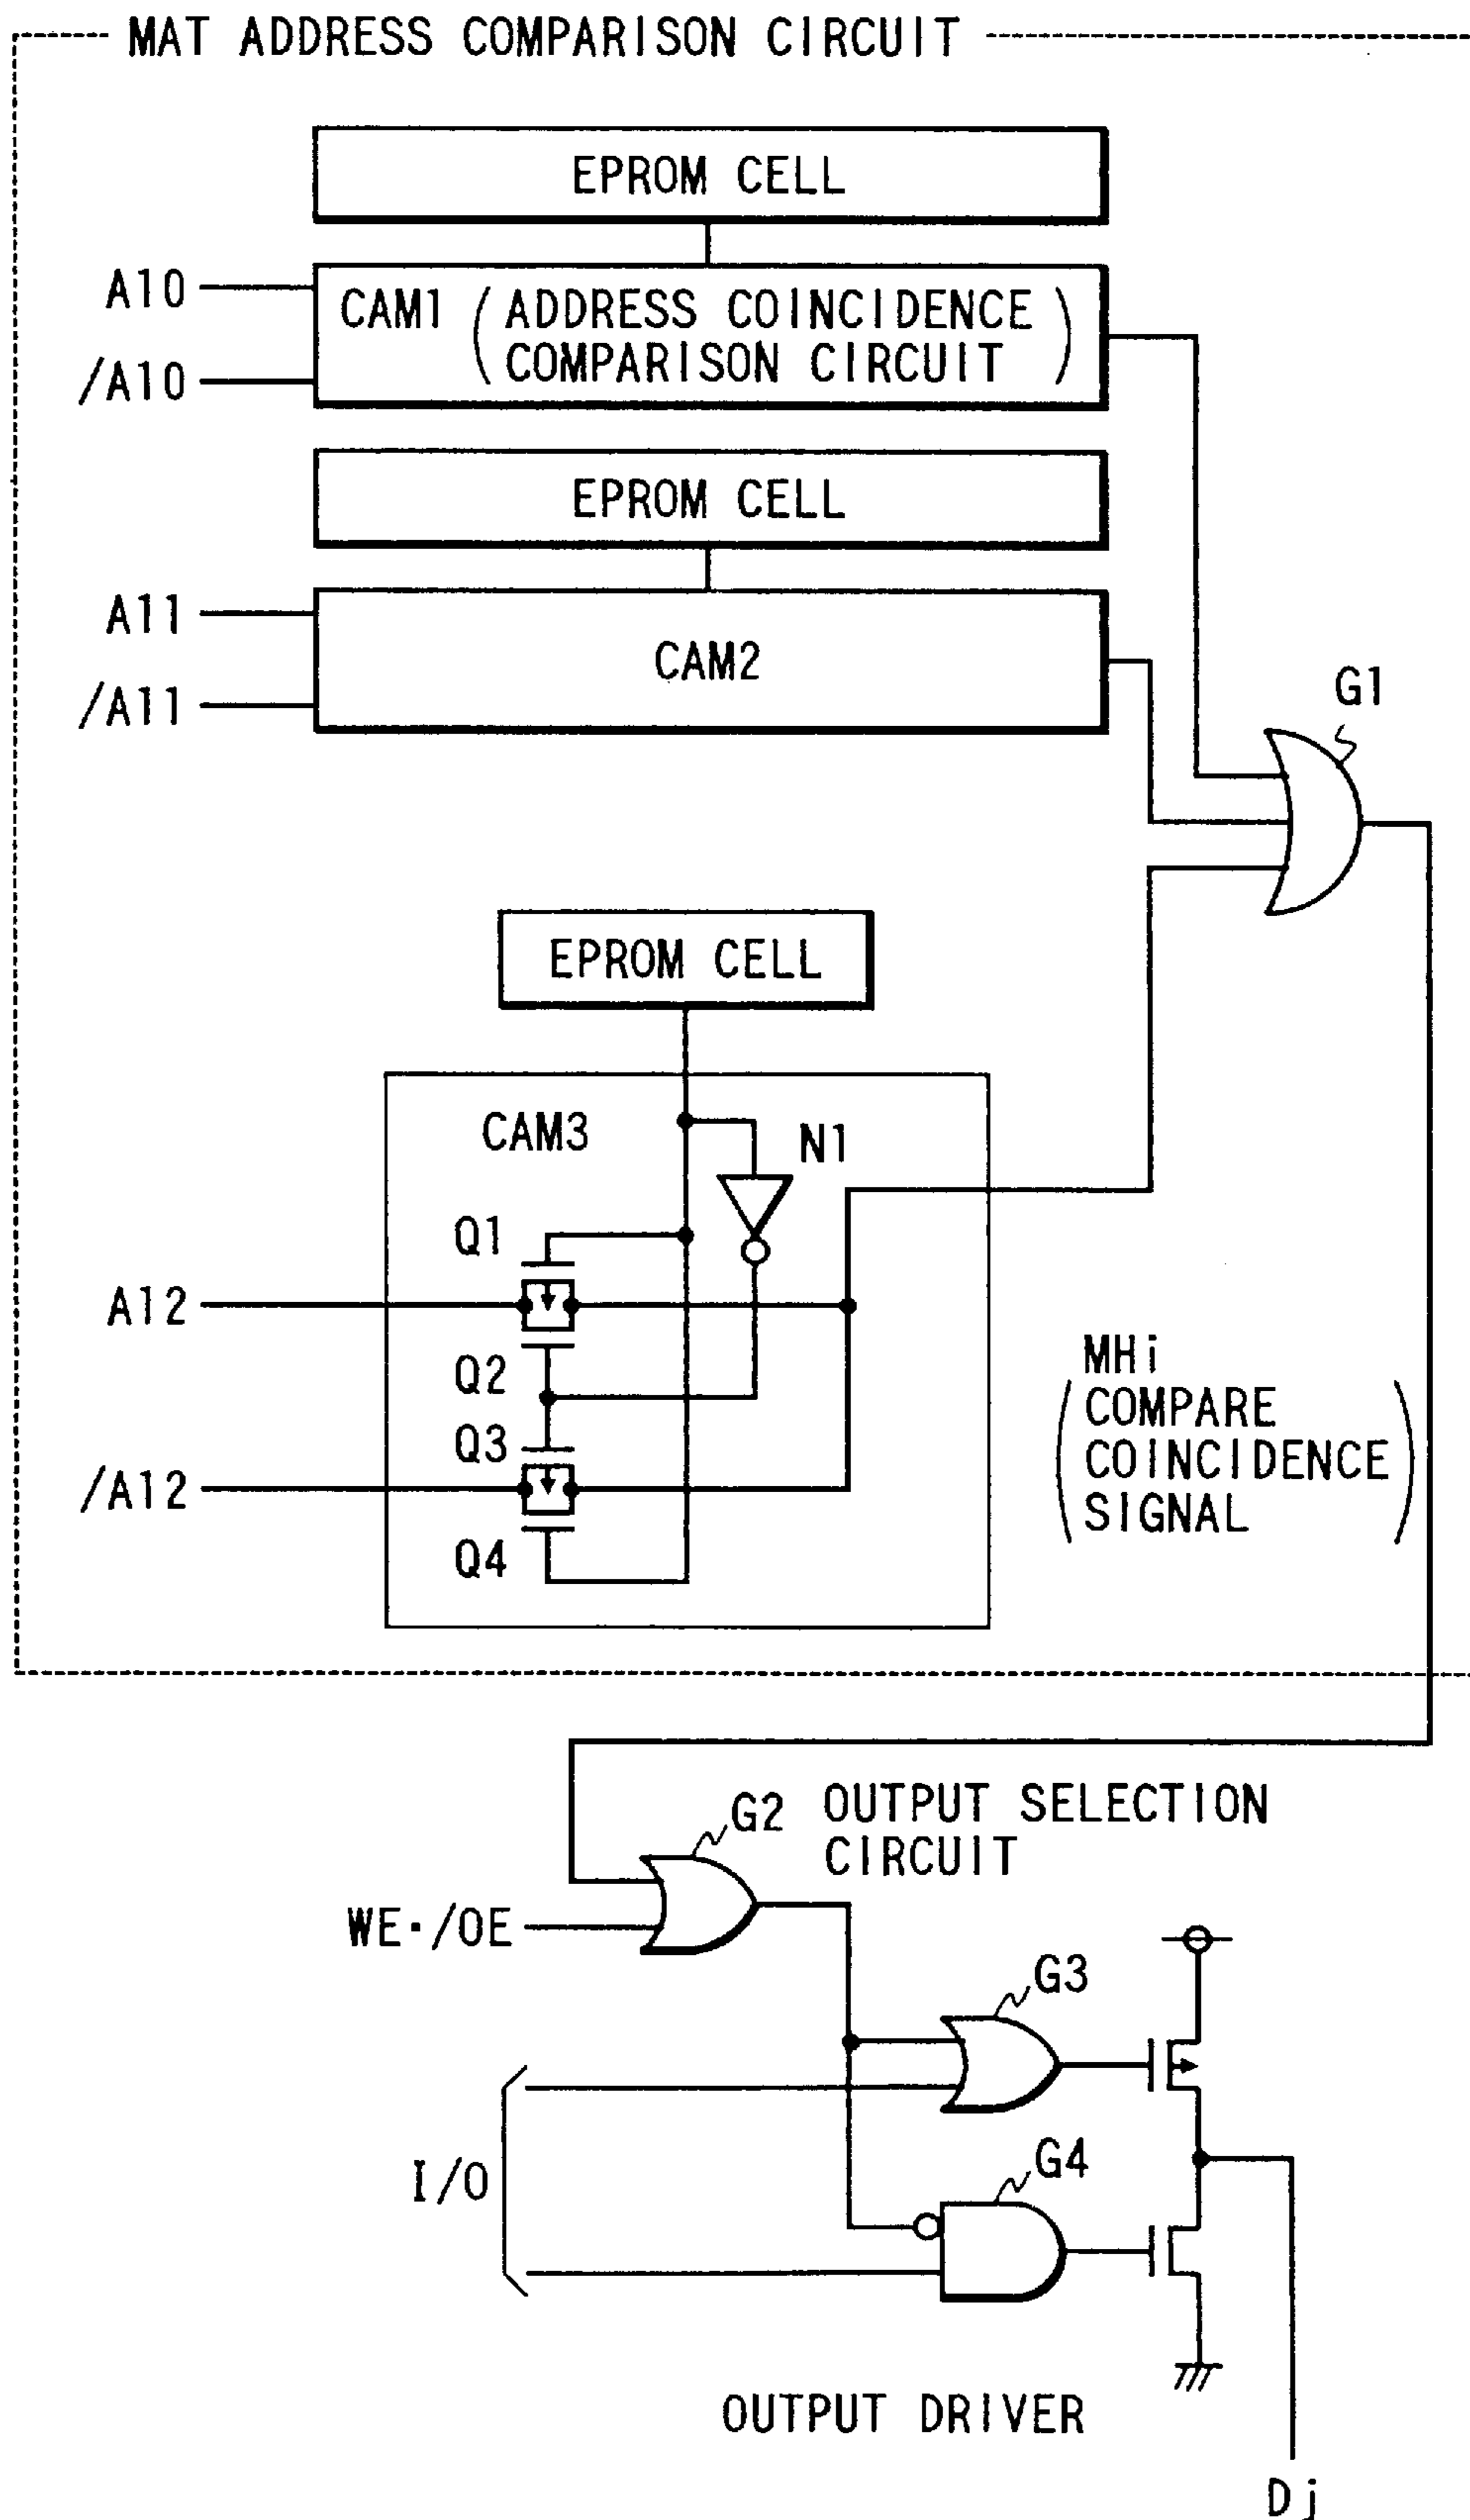 MAT ADDRESS COMPARISON CIRCUIT
EPROM CELL
A10
/A10
CAM1 ( ADDRESS COINCIDENCE
COMPARISON CIRCUIT )
EPROM CELL
A11
/A11
CAM2
G1
EPROM CELL
CAM3
N1
Q1
A12
Q2
Q3
/A12
Q4
MHi
( COMPARE
COINCIDENCE
SIGNAL )
G2
OUTPUT SELECTION
CIRCUIT
WE·/OE
G3
I/O
G4
OUTPUT DRIVER
Dj